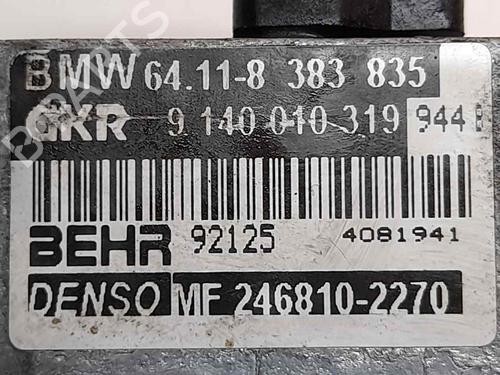 BMW 64.11-8 383 835
GKR 9 140 010 319 944
BEHR 92125 4081941
DENSO MF 246810-2270